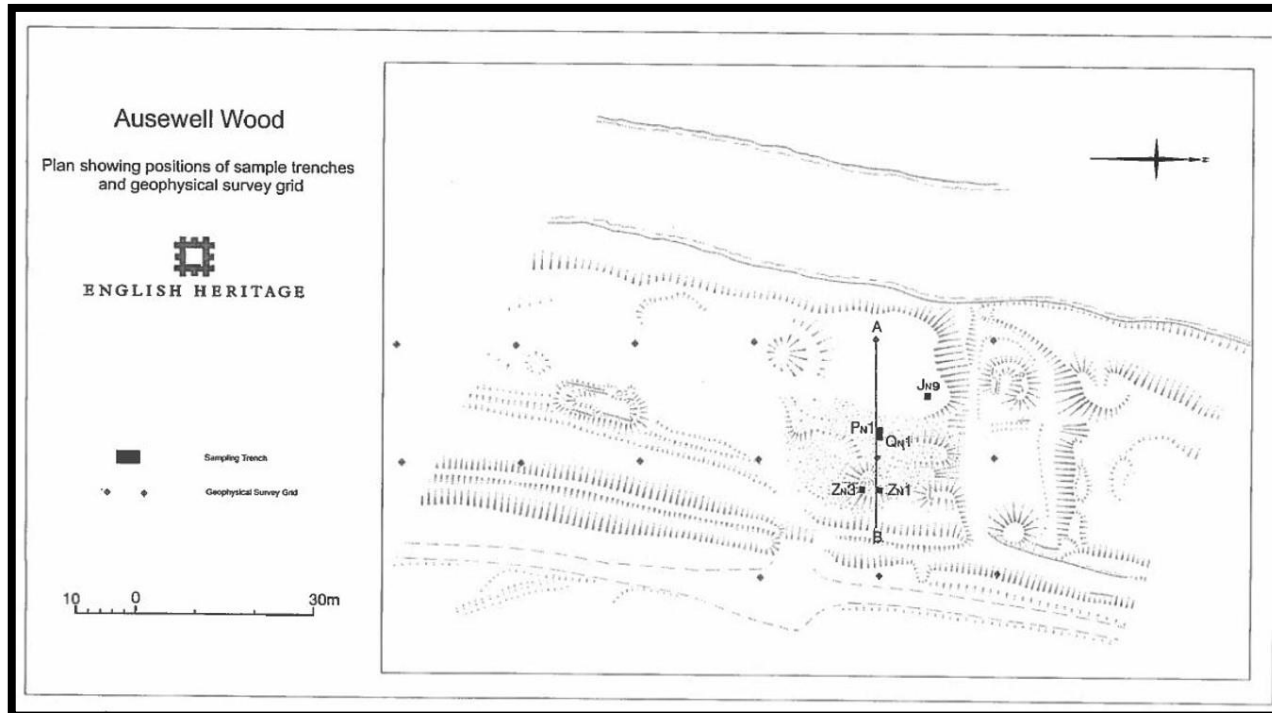 Ausewell Wood
Plan showing positions of sample trenches
and geophysical survey grid
ENGLISH HERITAGE
Sampling Trench
Geophysical Survey Grid
10 0 30m
A
JN9
PN1
QN1
ZN3 ZN1
B